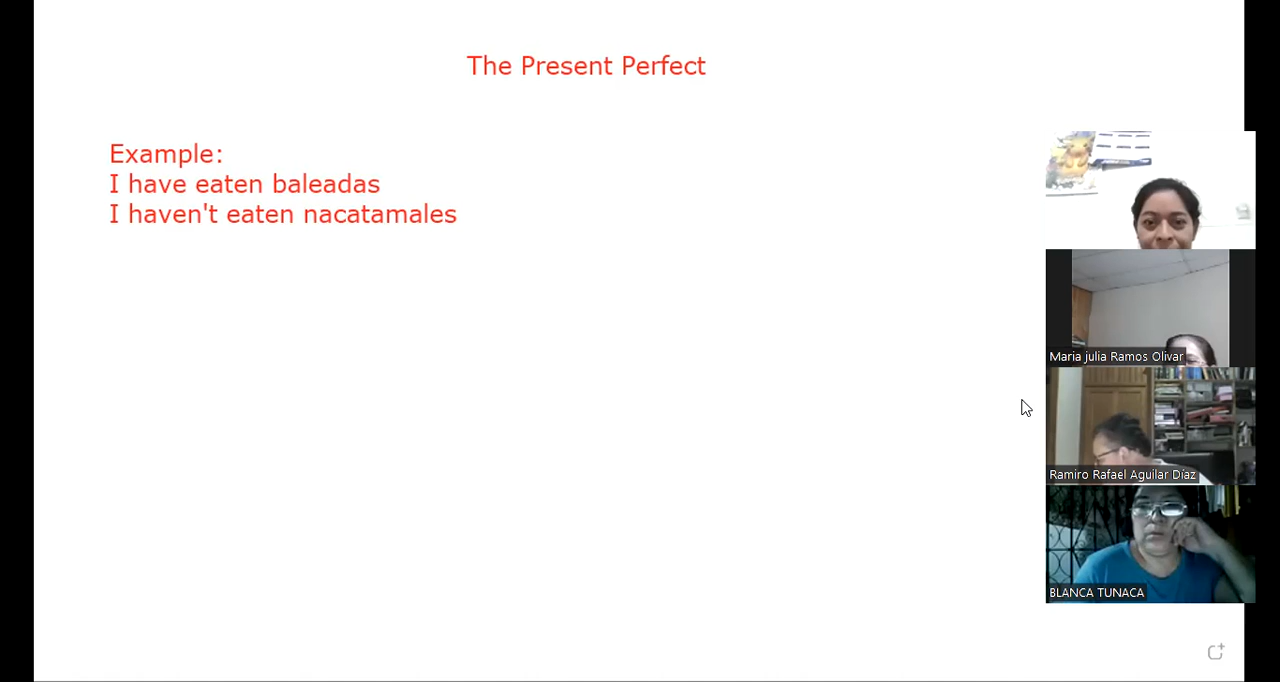 The Present Perfect
Example:
I have eaten baleadas
I haven't eaten nacatamales
Maria julia Ramos Olivar
Ramiro Rafael Aguilar Díaz
BLANCA TUNACA